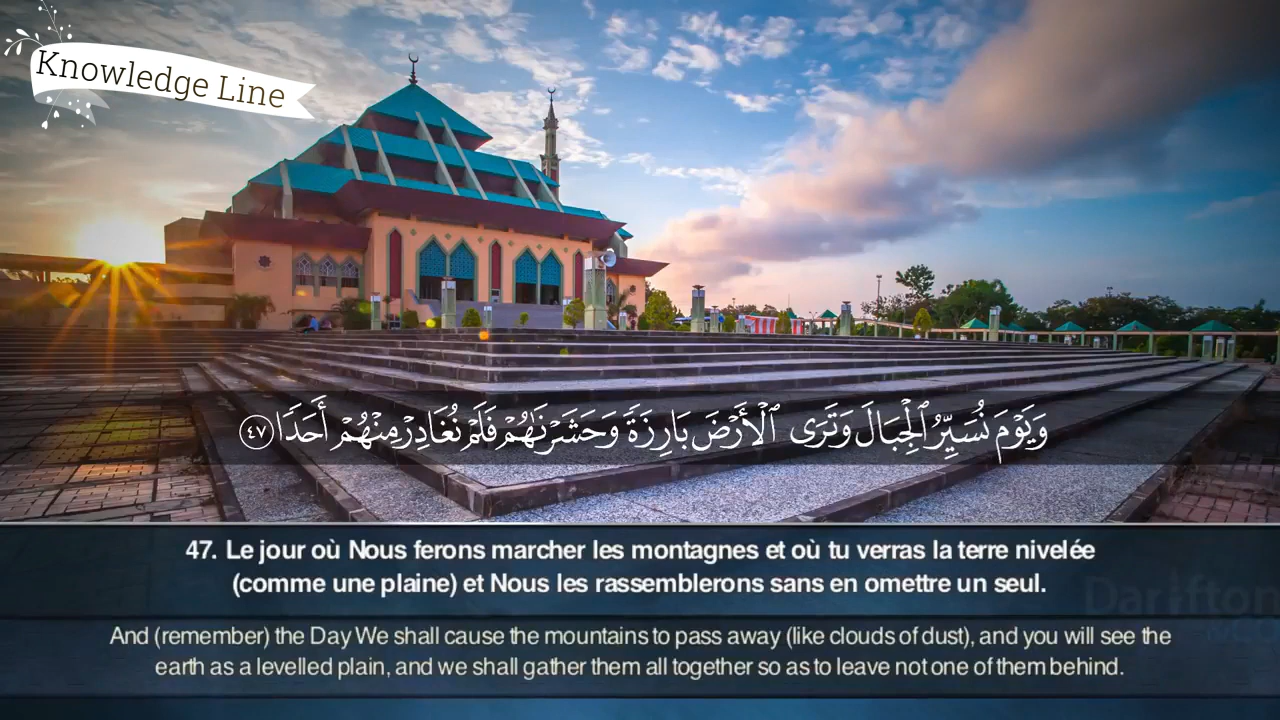 Knowledge Line
وَيَوْمَ نُسَيِّرُ ٱلْجِبَالَ وَتَرَى ٱلْأَرْضَ بَارِزَةً وَحَشَرْنَٰهُمْ فَلَمْ نُغَادِرْ مِنْهُمْ أَحَدًا ٤٧
47. Le jour où Nous ferons marcher les montagnes et où tu verras la terre nivelée
(comme une plaine) et Nous les rassemblerons sans en omettre un seul.
And (remember) the Day We shall cause the mountains to pass away (like clouds of dust), and you will see the
earth as a levelled plain, and we shall gather them all together so as to leave not one of them behind.